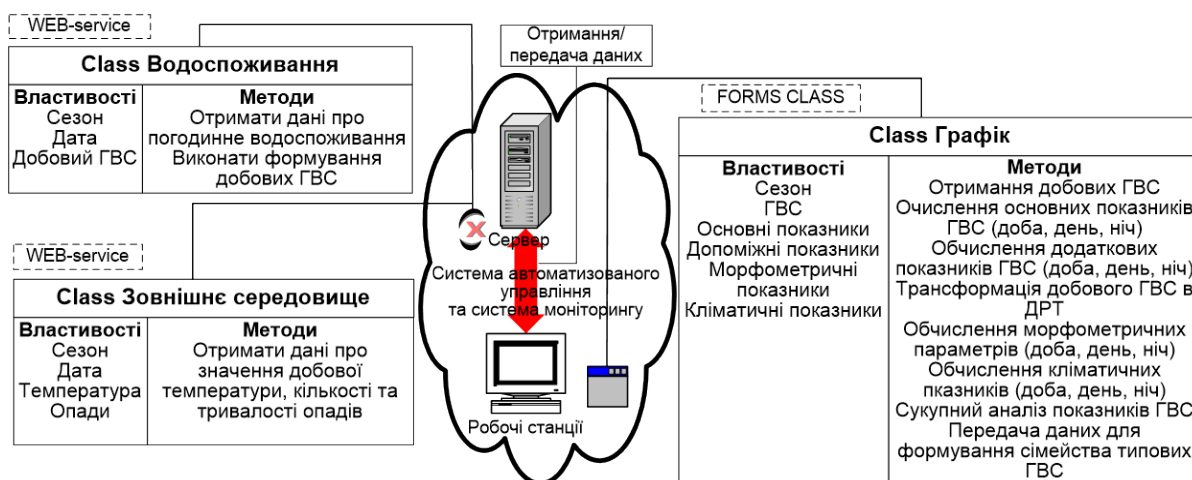 WEB-service
Class Водоспоживання
Властивості
Сезон
Дата
Добовий ГВС
Методи
Отримати дані про
погодинне водоспоживання
Виконати формування
добових ГВС
WEB-service
Class Зовнішнє середовище
Властивості
Сезон
Дата
Температура
Опади
Методи
Отримати дані про
значення добової
температури, кількості та
тривалості опадів
Отримання/
передача даних
X
Сервер
Система автоматизованого
управління
та система моніторингу
Робочі станції
FORMS CLASS
Class Графік
Властивості
Сезон
ГВС
Основні показники
Допоміжні показники
Морфометричні
показники
Кліматичні показники
Методи
Отримання добових ГВС
Очислення основних показників
ГВС (доба, день, ніч)
Обчислення додаткових
показників ГВС (доба, день, ніч)
Трансформація добового ГВС в
ДРТ
Обчислення морфометричних
параметрів (доба, день, ніч)
Обчислення кліматичних
пказників (доба, день, ніч)
Сукупний аналіз показників ГВС
Передача даних для
формування сімейства типових
ГВС